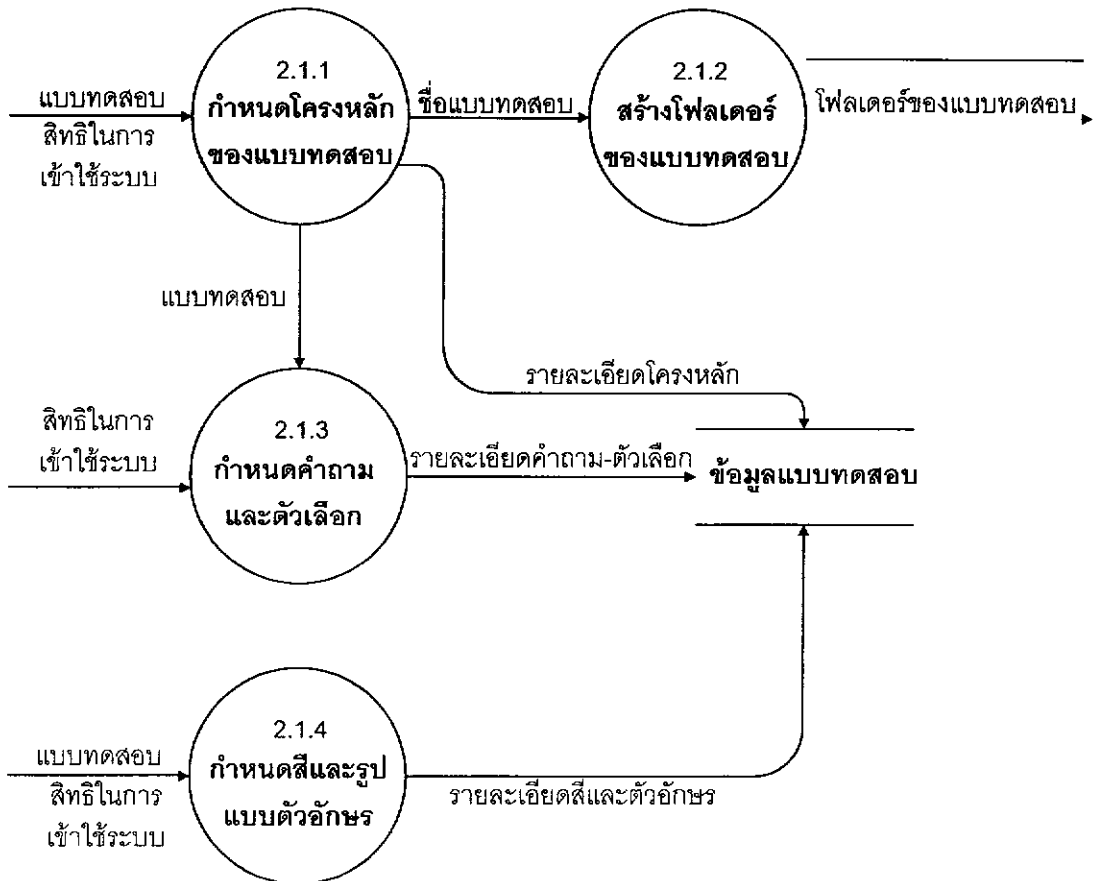 2.1.1
กำหนดโครงหลัก
ของแบบทดสอบ
แบบทดสอบ
สิทธิในการ
เข้าใช้ระบบ
ชื่อแบบทดสอบ
2.1.2
สร้างโฟลเดอร์
ของแบบทดสอบ
โฟลเดอร์ของแบบทดสอบ
แบบทดสอบ
รายละเอียดโครงหลัก
สิทธิในการ
เข้าใช้ระบบ
2.1.3
กำหนดคำถาม
และตัวเลือก
รายละเอียดคำถาม-ตัวเลือก
ข้อมูลแบบทดสอบ
แบบทดสอบ
สิทธิในการ
เข้าใช้ระบบ
2.1.4
กำหนดสีและรูป
แบบตัวอักษร
รายละเอียดสีและตัวอักษร